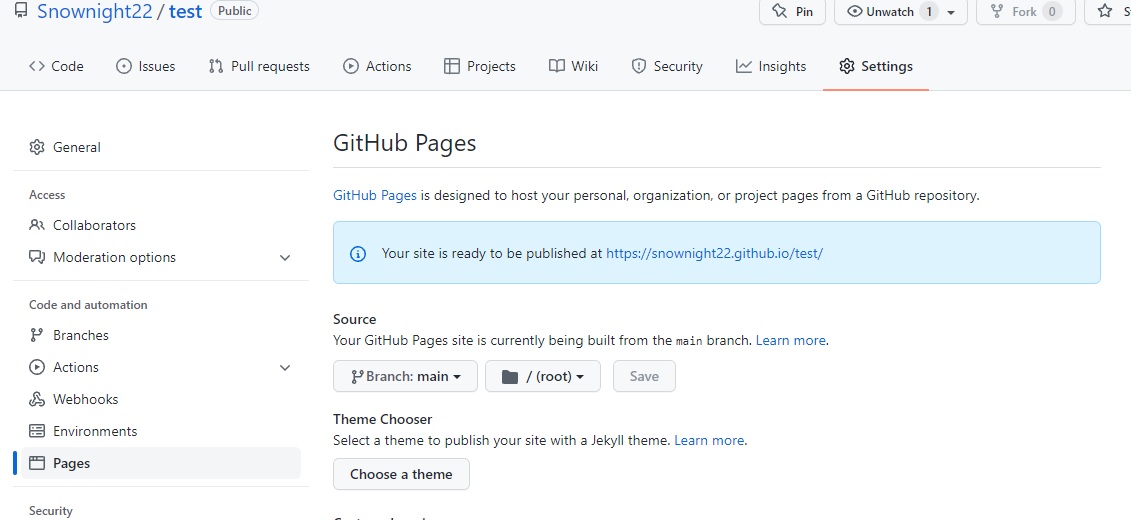 Snownight22 / test Public
Pin Unwatch 1 Fork 0
Code Issues Pull requests Actions Projects Wiki Security Insights Settings
General
Access
Collaborators
Moderation options
Code and automation
Branches
Actions
Webhooks
Environments
Pages
Security
GitHub Pages
GitHub Pages is designed to host your personal, organization, or project pages from a GitHub repository.
Your site is ready to be published at https://snownight22.github.io/test/
Source
Your GitHub Pages site is currently being built from the main branch. Learn more.
Branch: main / (root) Save
Theme Chooser
Select a theme to publish your site with a Jekyll theme. Learn more.
Choose a theme